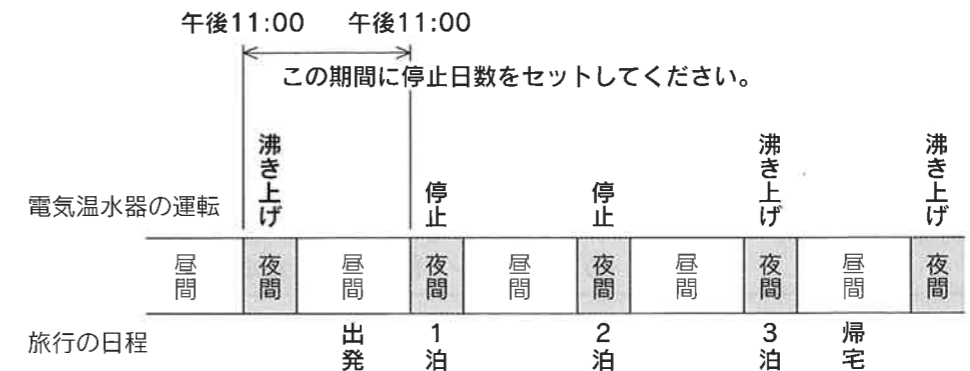 午後11:00 午後11:00
この期間に停止日数をセットしてください。
電気温水器の運転
沸き上げ
停止
停止
沸き上げ
沸き上げ
昼間
夜間
昼間
夜間
昼間
夜間
昼間
夜間
昼間
夜間
旅行の日程
出発
1泊
2泊
3泊
帰宅